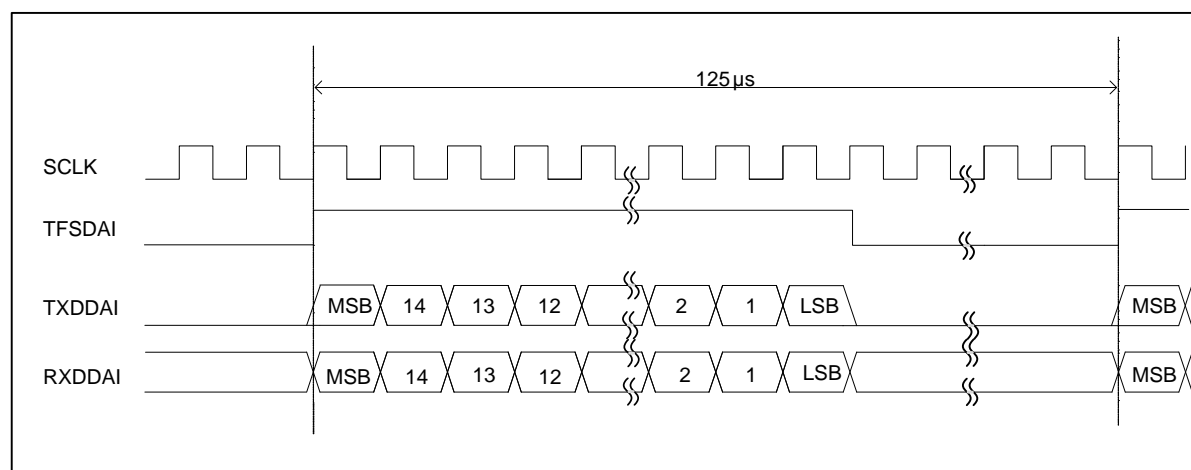 125µs
SCLK
TFSDAI
TXDDAI MSB 14 13 12 2 1 LSB MSB
RXDDAI MSB 14 13 12 2 1 LSB MSB